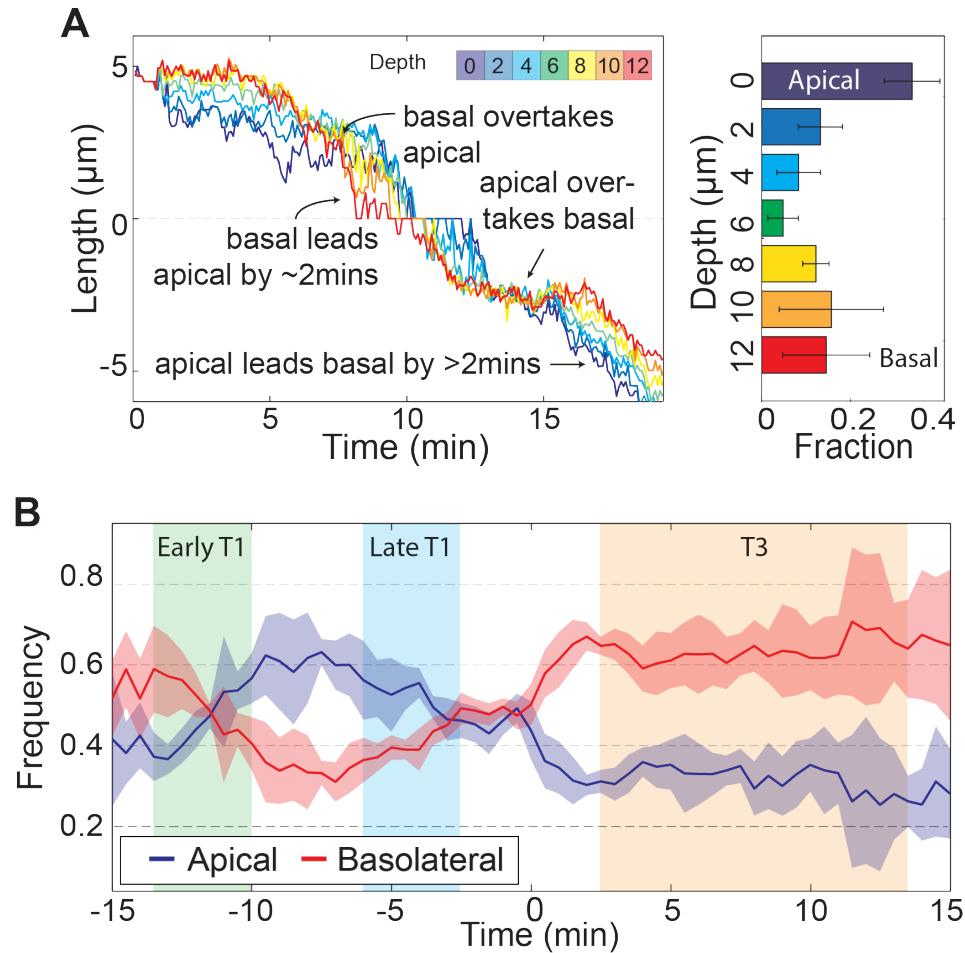 A
Depth 0 2 4 6 8 10 12
5
0
-5
Length (µm)
basal overtakes
apical
apical over-
takes basal
basal leads
apical by ~2mins
apical leads basal by >2mins
0 5 10 15
Time (min)
Depth (µm)
0
2
4
6
8
10
12
Apical
Basal
0 0.2 0.4
Fraction
B
Early T1 Late T1 T3
0.8
0.6
0.4
0.2
Frequency
Apical Basolateral
-15 -10 -5 0 5 10 15
Time (min)